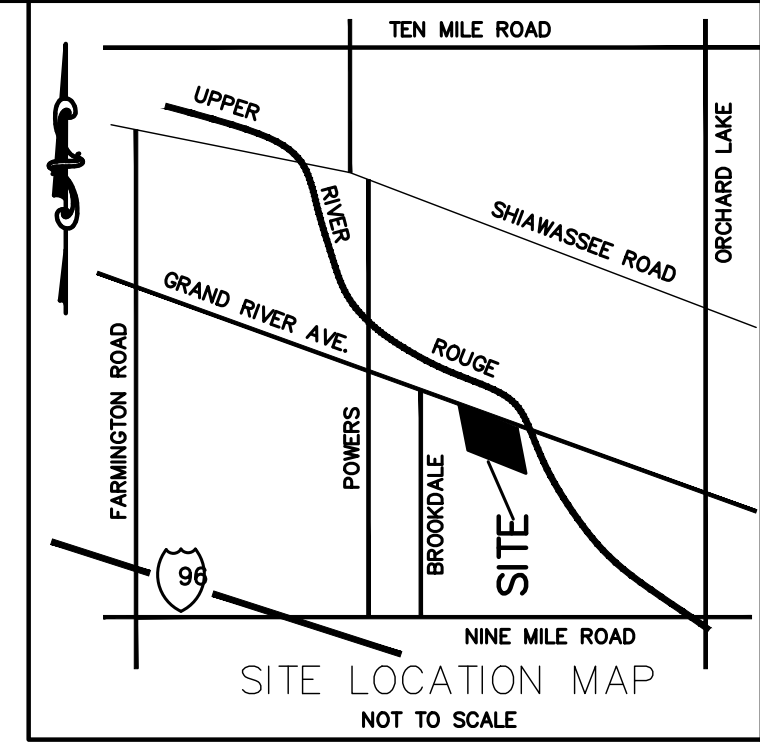 TEN MILE ROAD
UPPER
ORCHARD LAKE
RIVER
SHIAWASSEE ROAD
GRAND RIVER AVE.
FARMINGTON ROAD
ROUGE
POWERS
BROOKDALE
SITE
96
NINE MILE ROAD
SITE LOCATION MAP
NOT TO SCALE